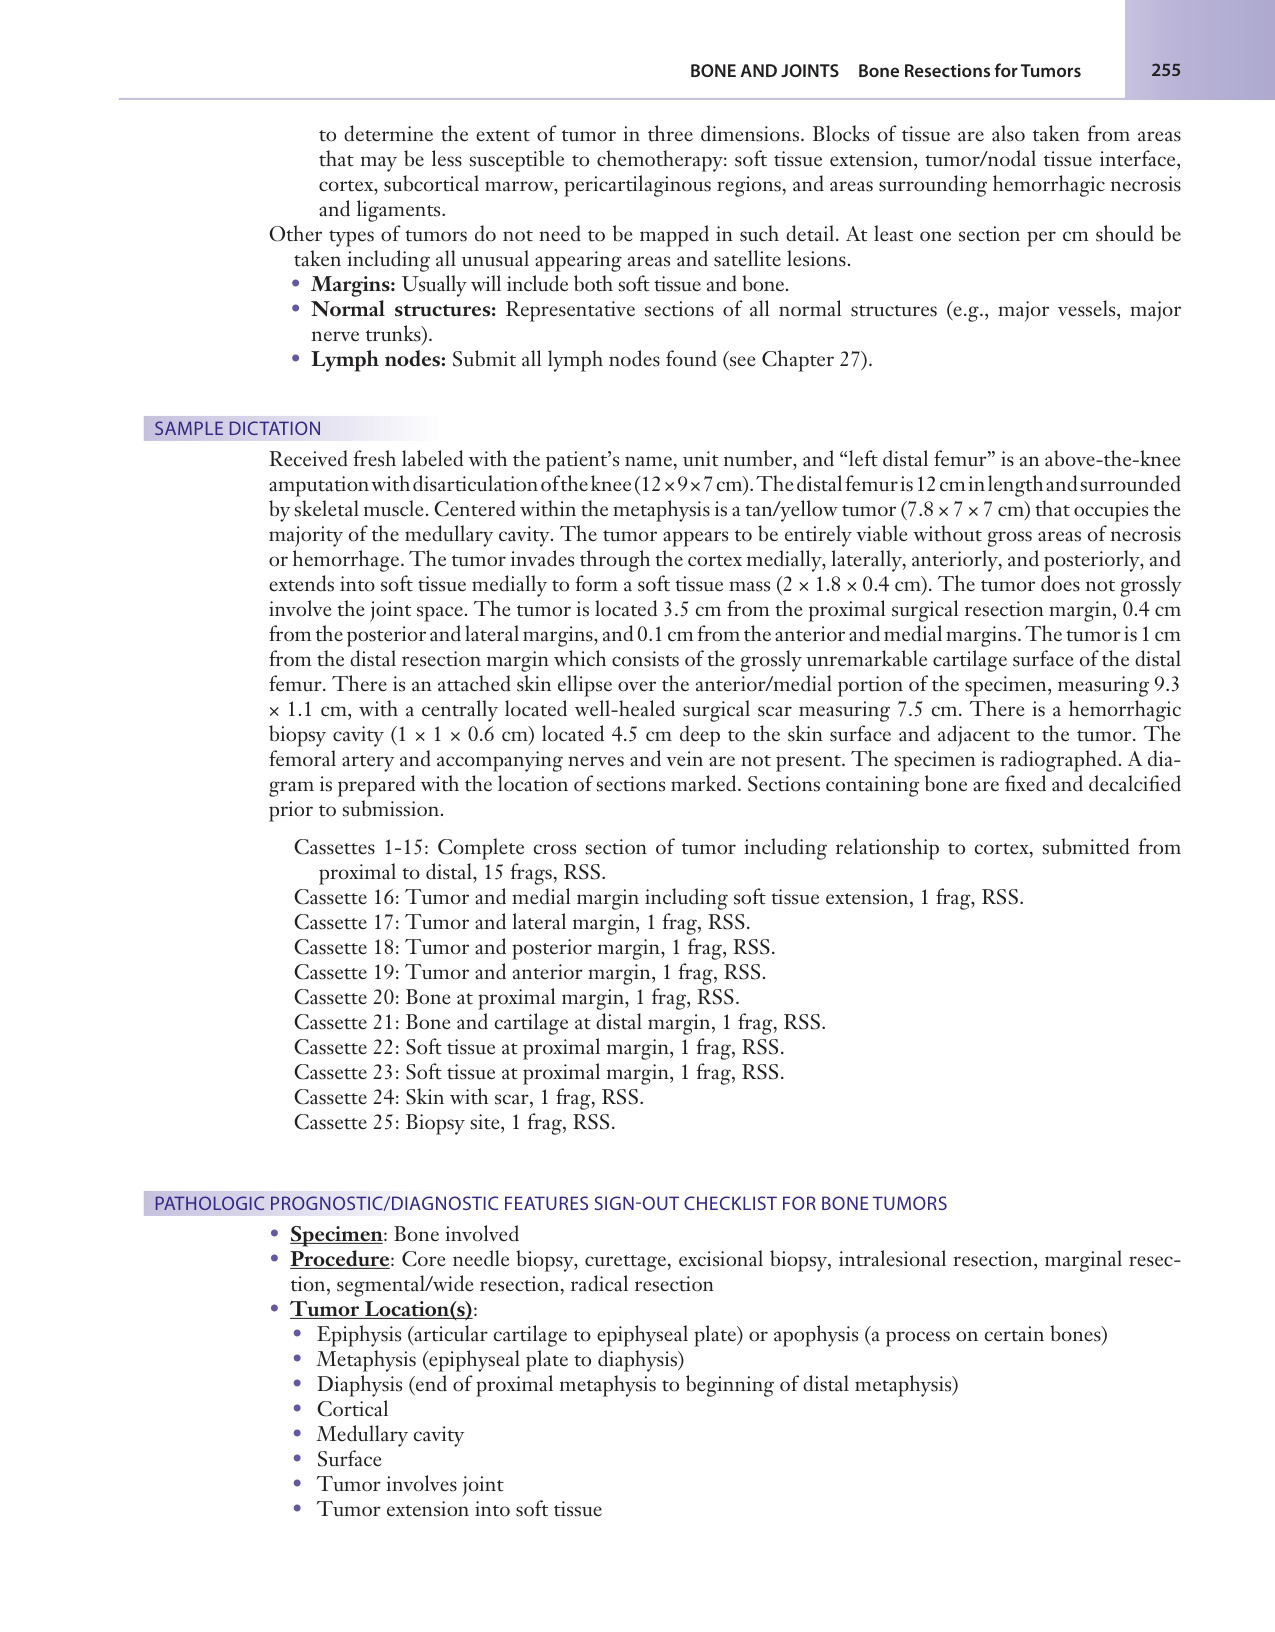 BONE AND JOINTS Bone Resections for Tumors 255
to determine the extent of tumor in three dimensions. Blocks of tissue are also taken from areas
that may be less susceptible to chemotherapy: soft tissue extension, tumor/nodal tissue interface,
cortex, subcortical marrow, pericartilaginous regions, and areas surrounding hemorrhagic necrosis
and ligaments.
Other types of tumors do not need to be mapped in such detail. At least one section per cm should be
taken including all unusual appearing areas and satellite lesions.
• Margins: Usually will include both soft tissue and bone.
• Normal structures: Representative sections of all normal structures (e.g., major vessels, major
nerve trunks).
• Lymph nodes: Submit all lymph nodes found (see Chapter 27).
SAMPLE DICTATION
Received fresh labeled with the patient's name, unit number, and “left distal femur” is an above-the-knee
amputation with disarticulation of the knee (12 × 9 × 7 cm). The distal femur is 12 cm in length and surrounded
by skeletal muscle. Centered within the metaphysis is a tan/yellow tumor (7.8 × 7 × 7 cm) that occupies the
majority of the medullary cavity. The tumor appears to be entirely viable without gross areas of necrosis
or hemorrhage. The tumor invades through the cortex medially, laterally, anteriorly, and posteriorly, and
extends into soft tissue medially to form a soft tissue mass (2 × 1.8 × 0.4 cm). The tumor does not grossly
involve the joint space. The tumor is located 3.5 cm from the proximal surgical resection margin, 0.4 cm
from the posterior and lateral margins, and 0.1 cm from the anterior and medial margins. The tumor is 1 cm
from the distal resection margin which consists of the grossly unremarkable cartilage surface of the distal
femur. There is an attached skin ellipse over the anterior/medial portion of the specimen, measuring 9.3
× 1.1 cm, with a centrally located well-healed surgical scar measuring 7.5 cm. There is a hemorrhagic
biopsy cavity (1 × 1 × 0.6 cm) located 4.5 cm deep to the skin surface and adjacent to the tumor. The
femoral artery and accompanying nerves and vein are not present. The specimen is radiographed. A dia-
gram is prepared with the location of sections marked. Sections containing bone are fixed and decalcified
prior to submission.
Cassettes 1-15: Complete cross section of tumor including relationship to cortex, submitted from
proximal to distal, 15 frags, RSS.
Cassette 16: Tumor and medial margin including soft tissue extension, 1 frag, RSS.
Cassette 17: Tumor and lateral margin, 1 frag, RSS.
Cassette 18: Tumor and posterior margin, 1 frag, RSS.
Cassette 19: Tumor and anterior margin, 1 frag, RSS.
Cassette 20: Bone at proximal margin, 1 frag, RSS.
Cassette 21: Bone and cartilage at distal margin, 1 frag, RSS.
Cassette 22: Soft tissue at proximal margin, 1 frag, RSS.
Cassette 23: Soft tissue at proximal margin, 1 frag, RSS.
Cassette 24: Skin with scar, 1 frag, RSS.
Cassette 25: Biopsy site, 1 frag, RSS.
PATHOLOGIC PROGNOSTIC/DIAGNOSTIC FEATURES SIGN-OUT CHECKLIST FOR BONE TUMORS
• Specimen: Bone involved
• Procedure: Core needle biopsy, curettage, excisional biopsy, intralesional resection, marginal resec-
tion, segmental/wide resection, radical resection
• Tumor Location(s):
• Epiphysis (articular cartilage to epiphyseal plate) or apophysis (a process on certain bones)
• Metaphysis (epiphyseal plate to diaphysis)
• Diaphysis (end of proximal metaphysis to beginning of distal metaphysis)
• Cortical
• Medullary cavity
• Surface
• Tumor involves joint
• Tumor extension into soft tissue